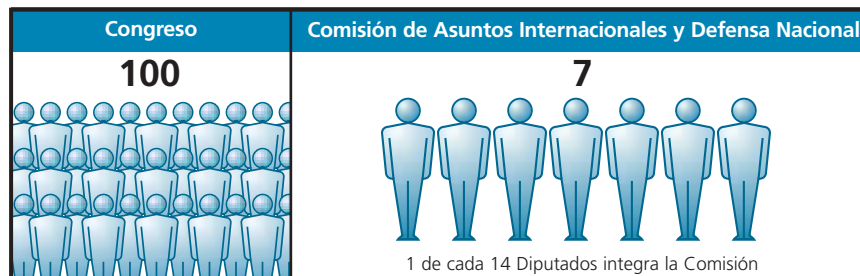 Congreso
Comisión de Asuntos Internacionales y Defensa Nacional
100
7
1 de cada 14 Diputados integra la Comisión